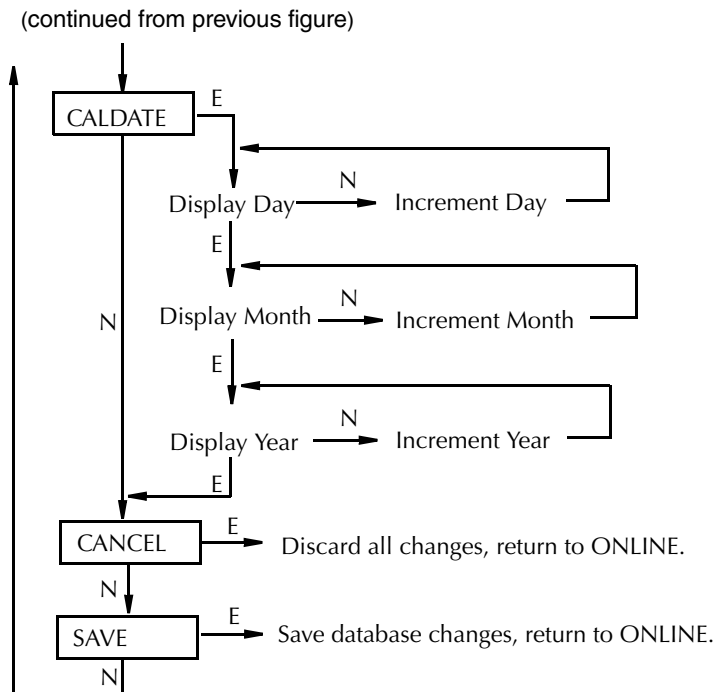 (continued from previous figure)
E
CALDATE
N
Display Day
Increment Day
E
N
Display Month
Increment Month
N
E
N
Display Year
Increment Year
E
E
CANCEL
Discard all changes, return to ONLINE.
N
E
SAVE
Save database changes, return to ONLINE.
N